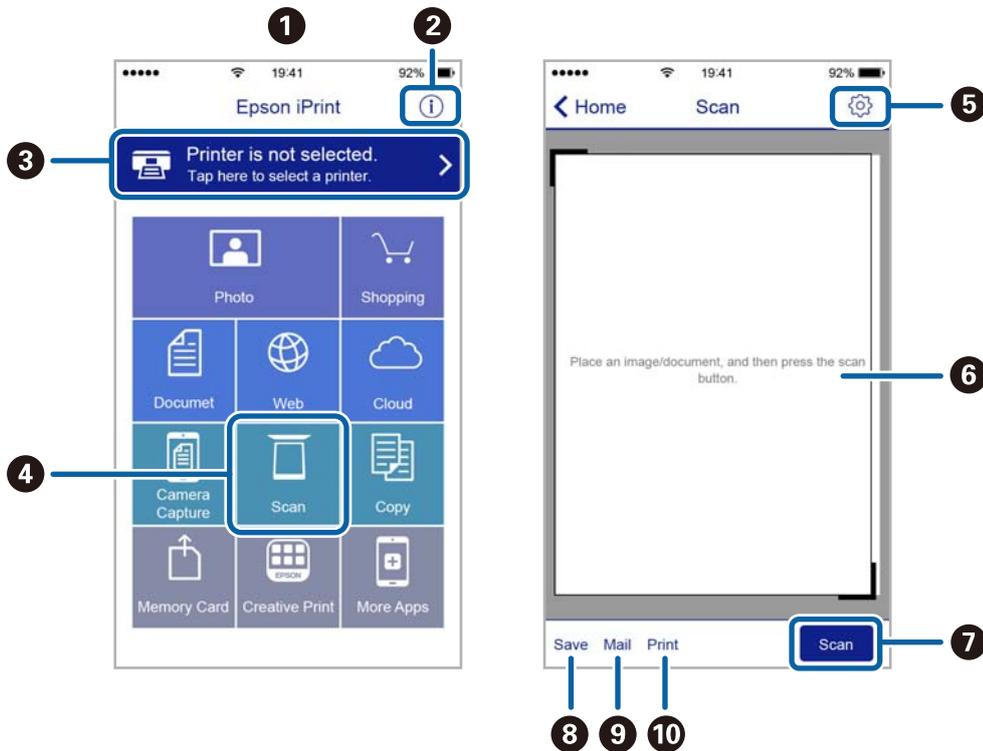 1
2
19:41
92%
Epson iPrint
3
Printer is not selected.
Tap here to select a printer.
Photo
Shopping
Documet
Web
Cloud
4
Camera
Capture
Scan
Copy
EPSON
Memory Card
Creative Print
More Apps
19:41
92%
Home
Scan
5
Place an image/document, and then press the scan
button.
6
Save Mail Print
Scan
7
8
9
10